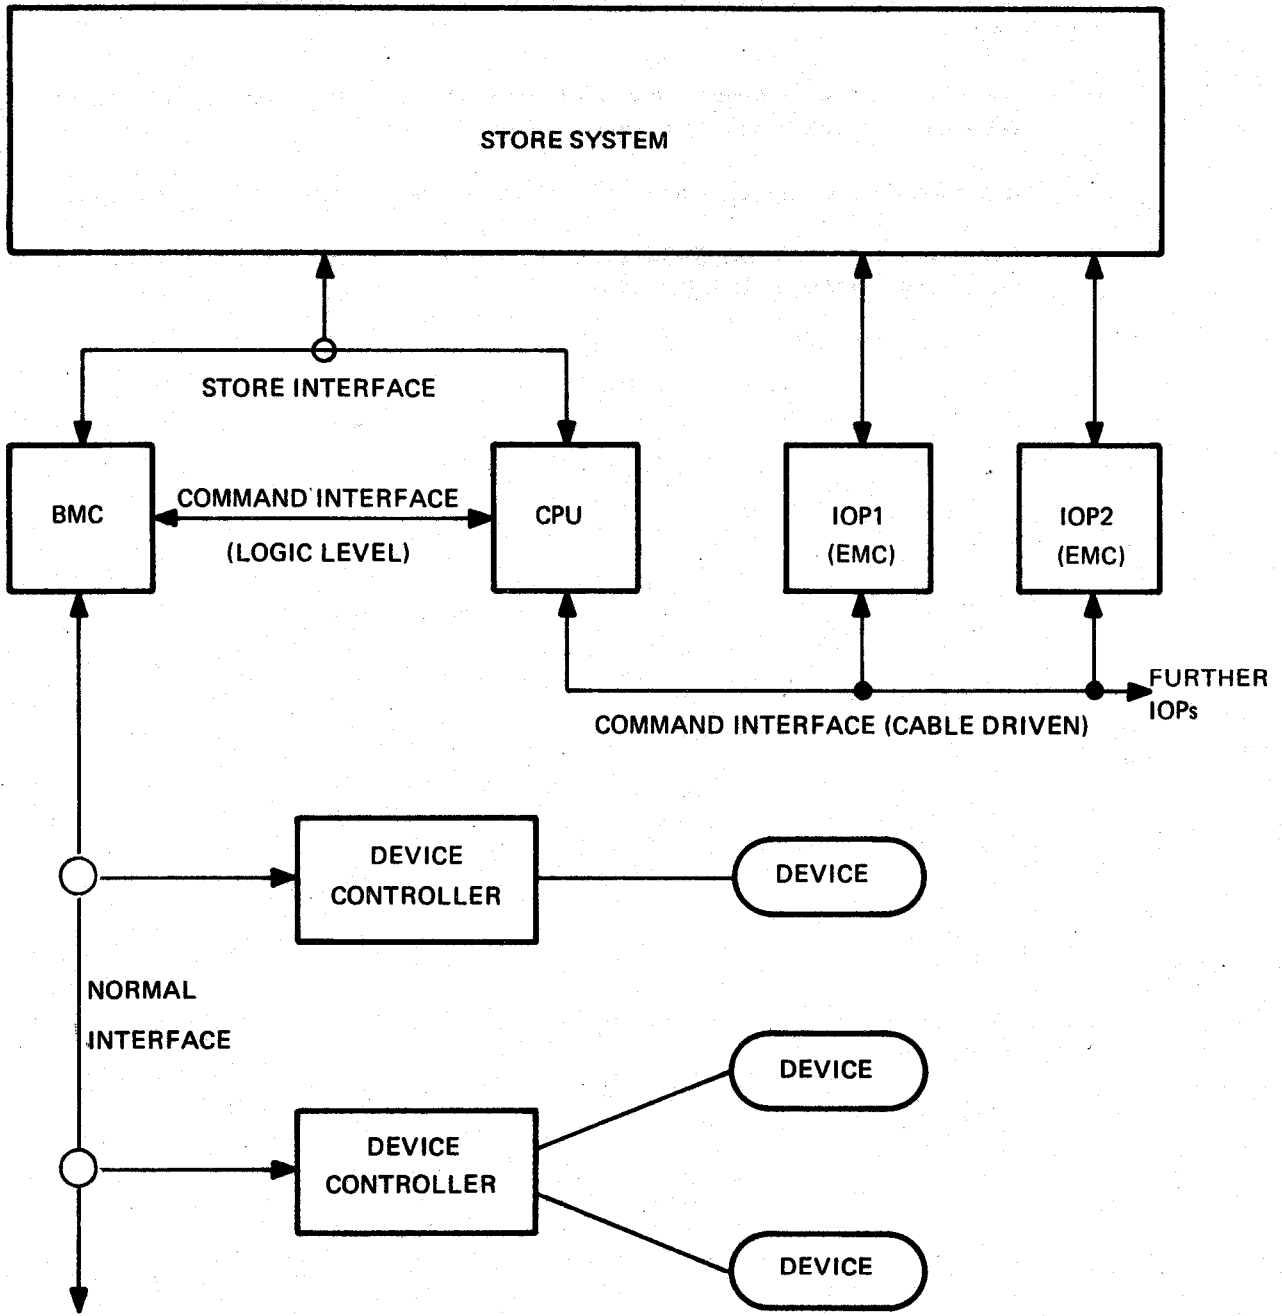 STORE SYSTEM
STORE INTERFACE
BMC
COMMAND INTERFACE
(LOGIC LEVEL)
CPU
IOP1
(EMC)
IOP2
(EMC)
FURTHER
IOPs
COMMAND INTERFACE (CABLE DRIVEN)
DEVICE
CONTROLLER
DEVICE
NORMAL
INTERFACE
DEVICE
DEVICE
CONTROLLER
DEVICE